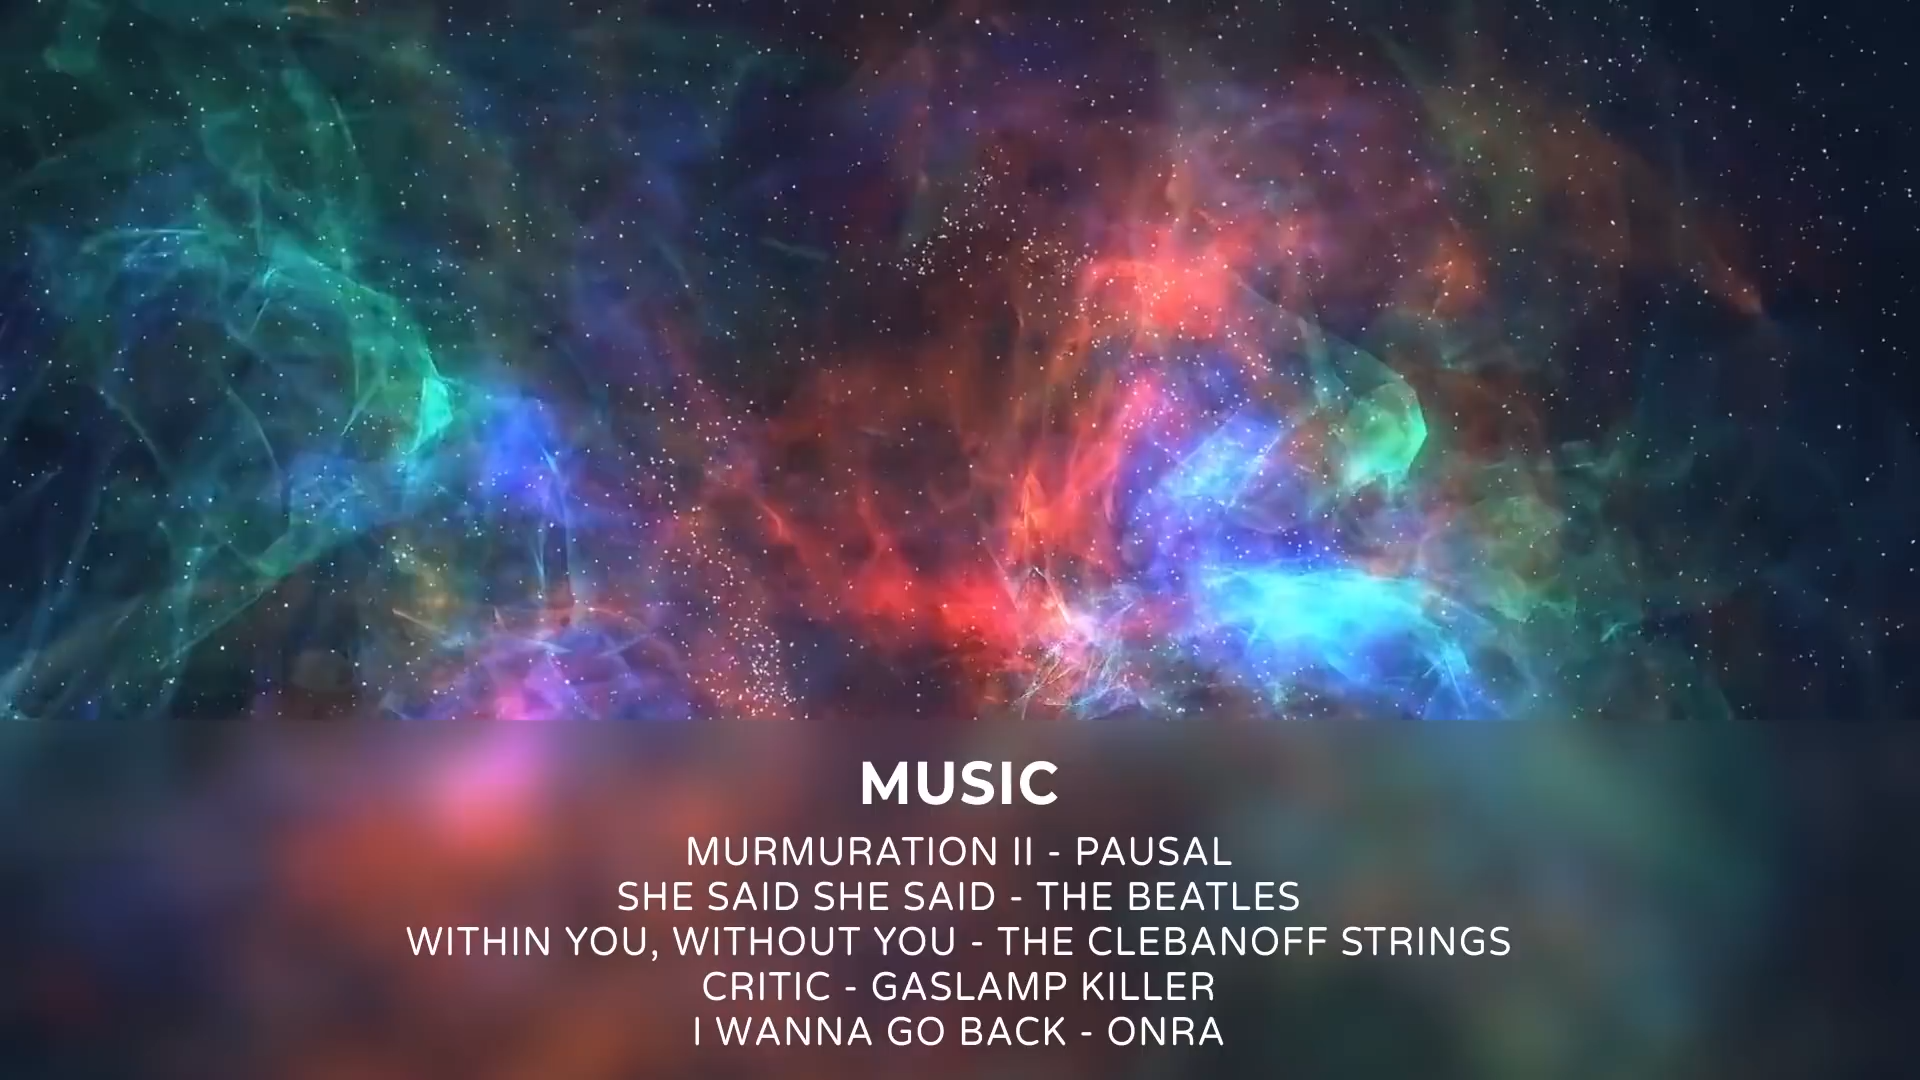 MUSIC
MURMURATION II - PAUSAL
SHE SAID SHE SAID - THE BEATLES
WITHIN YOU, WITHOUT YOU - THE CLEBANOFF STRINGS
CRITIC - GASLAMP KILLER
I WANNA GO BACK - ONRA